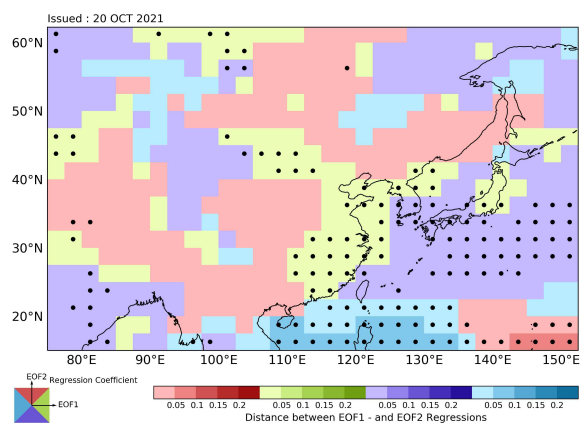 Issued : 20 OCT 2021
60°N
50°N
40°N
30°N
20°N
80°E 90°E 100°E 110°E 120°E 130°E 140°E 150°E
EOF2 Regression Coefficient
EOF1
0.05 0.1 0.15 0.2 0.05 0.1 0.15 0.2 0.05 0.1 0.15 0.2 0.05 0.1 0.15 0.2
Distance between EOF1 - and EOF2 Regressions